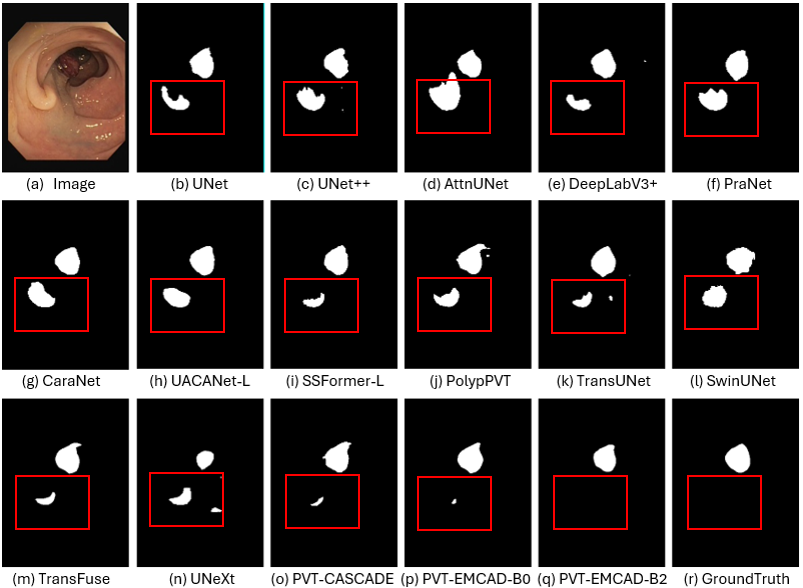 (a) Image
(b) UNet
(c) UNet++
(d) AttnUNet
(e) DeepLabV3+
(f) PraNet
(g) CaraNet
(h) UACANet-L
(i) SSFormer-L
(j) PolypPVT
(k) TransUNet
(l) SwinUNet
(m) TransFuse
(n) UNeXt
(o) PVT-CASCADE
(p) PVT-EMCAD-B0
(q) PVT-EMCAD-B2
(r) GroundTruth